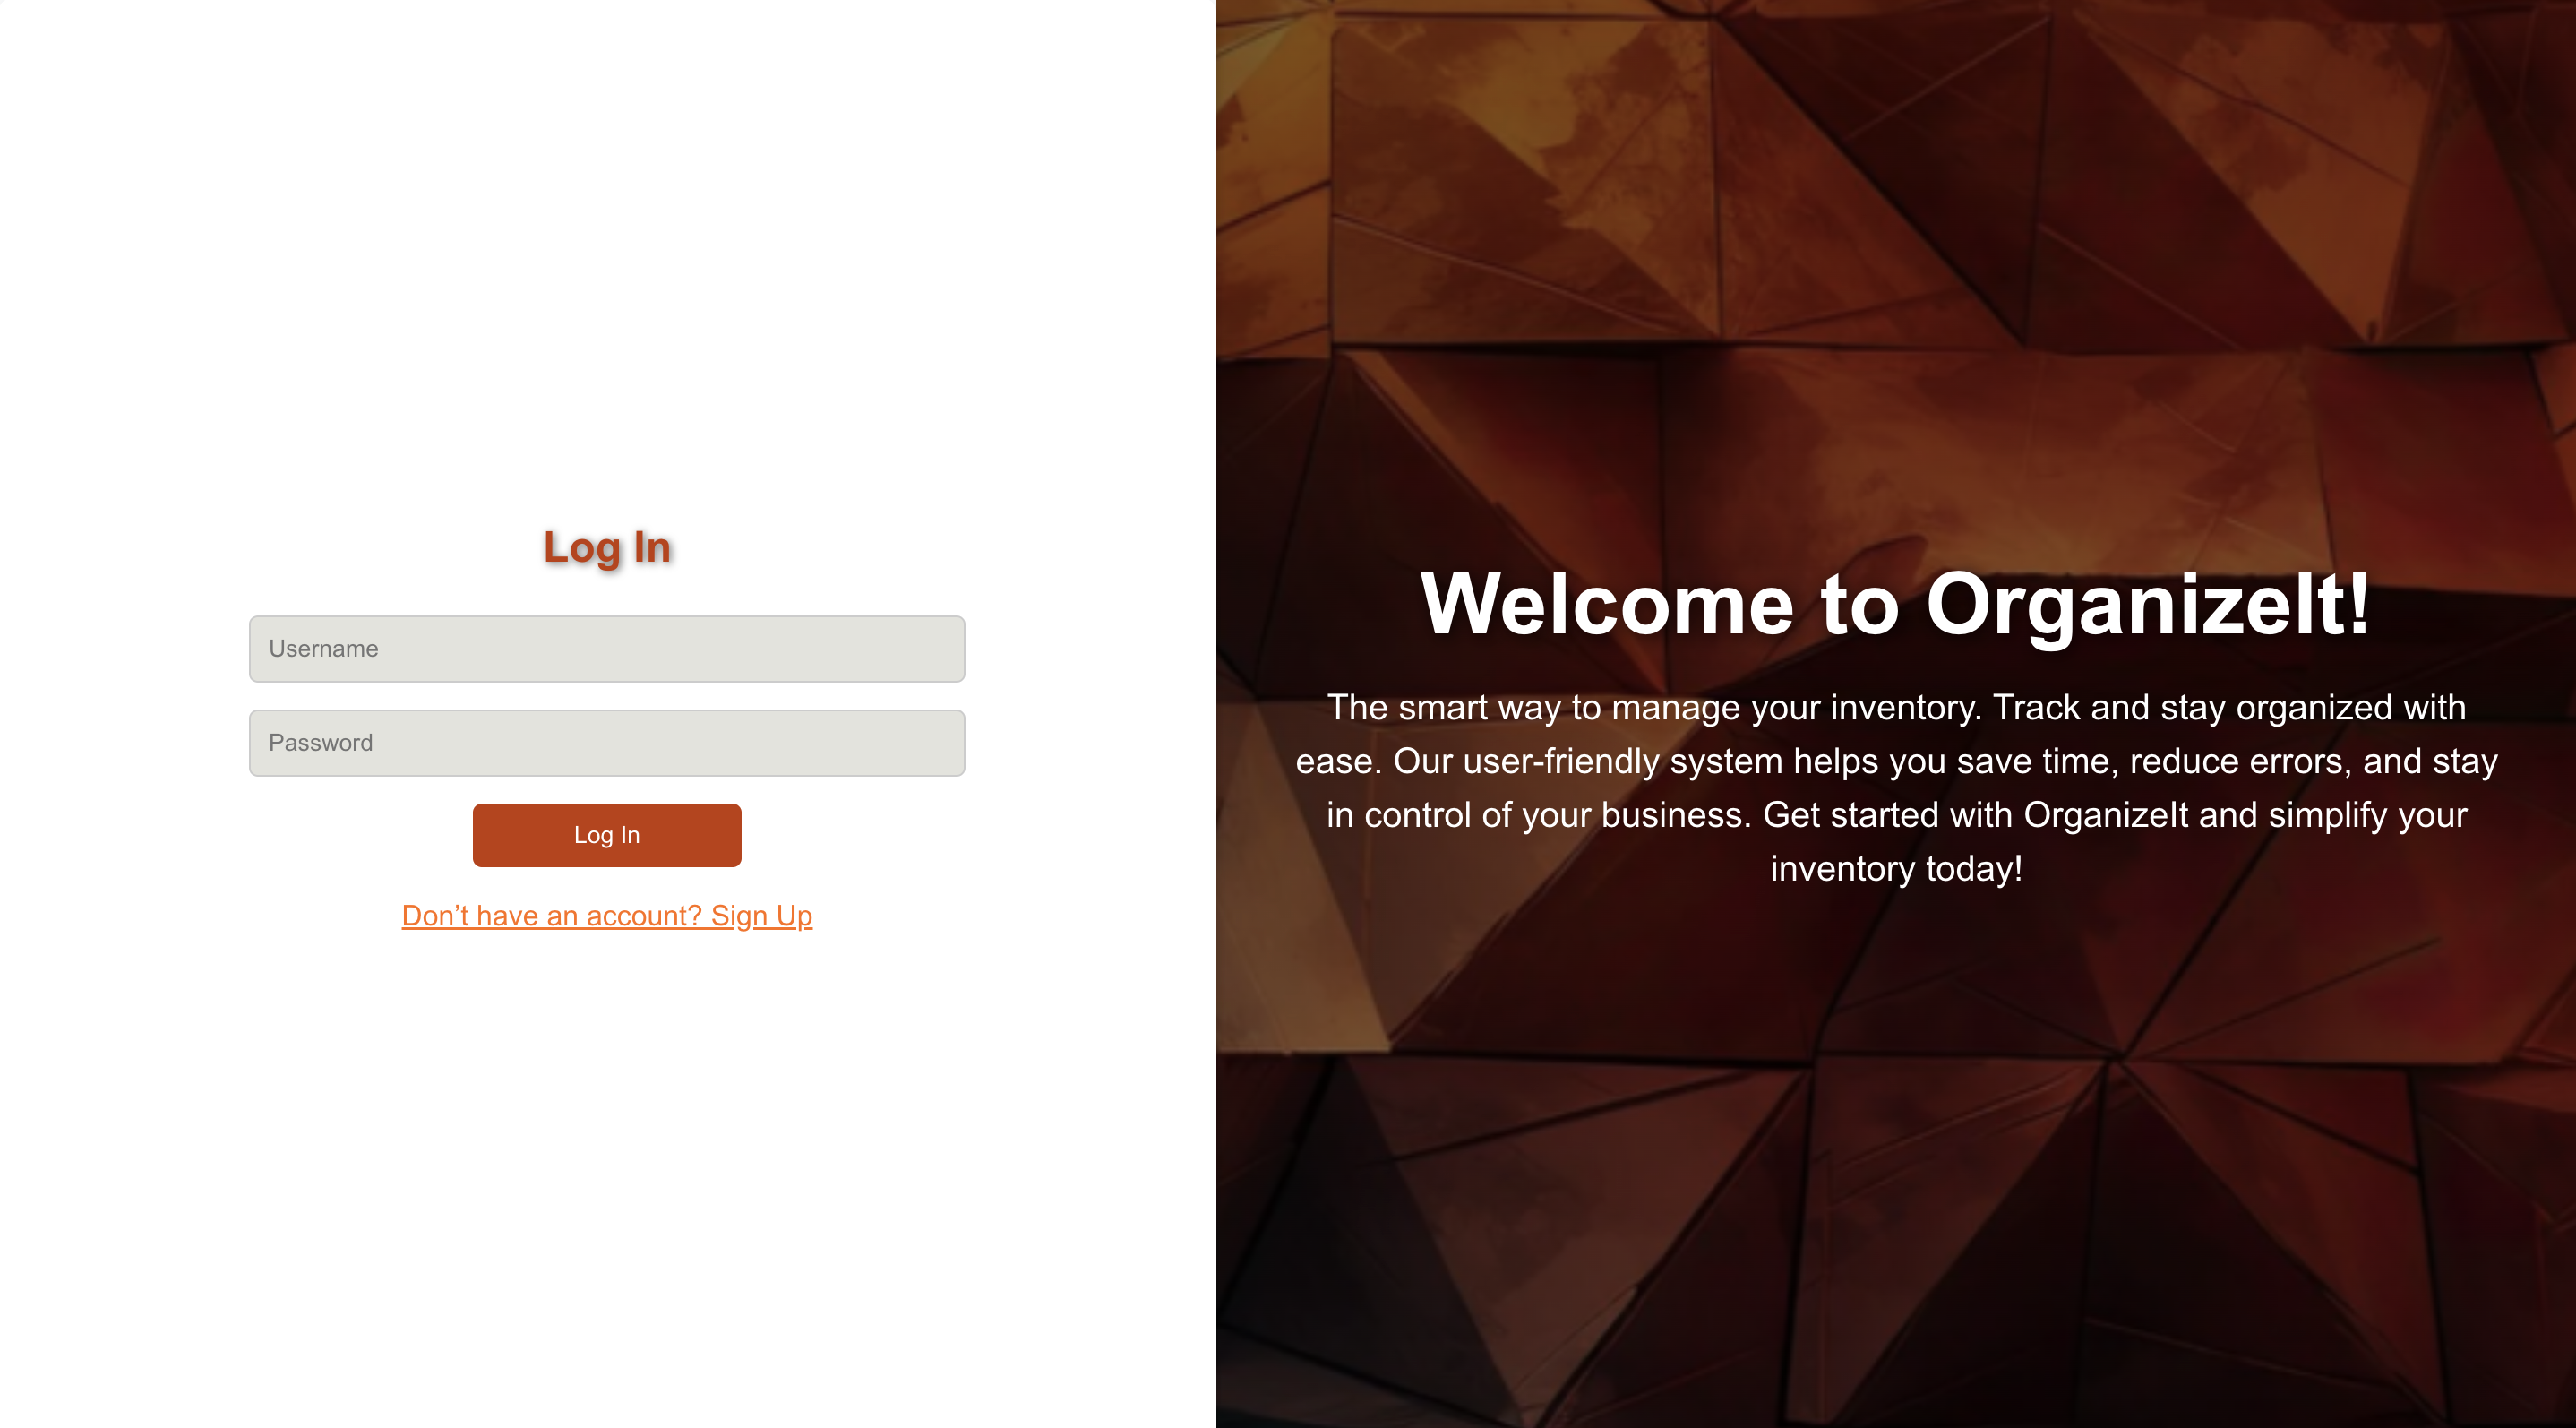 Log In
Username
Password
Log In
Don’t have an account? Sign Up
Welcome to OrganizeIt!
The smart way to manage your inventory. Track and stay organized with
ease. Our user-friendly system helps you save time, reduce errors, and stay
in control of your business. Get started with OrganizeIt and simplify your
inventory today!